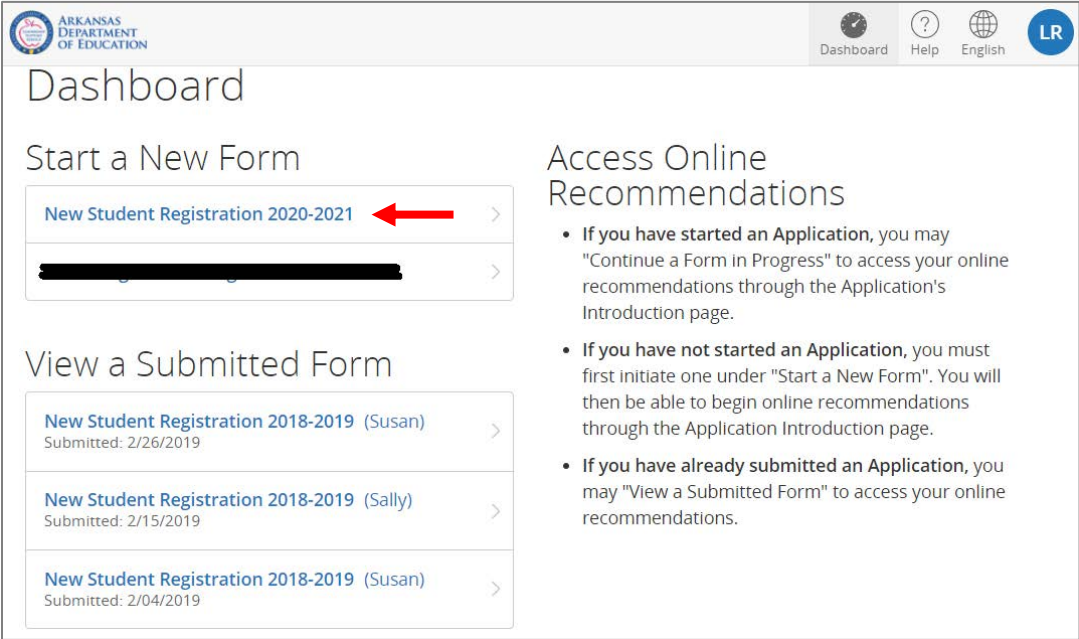 ARKANSAS
DEPARTMENT
OF EDUCATION
Dashboard
Help
English
LR
Dashboard
Start a New Form
New Student Registration 2020-2021
View a Submitted Form
New Student Registration 2018-2019 (Susan)
Submitted: 2/26/2019
New Student Registration 2018-2019 (Sally)
Submitted: 2/15/2019
New Student Registration 2018-2019 (Susan)
Submitted: 2/04/2019
Access Online
Recommendations
• If you have started an Application, you may
"Continue a Form in Progress" to access your online
recommendations through the Application's
Introduction page.
• If you have not started an Application, you must
first initiate one under "Start a New Form". You will
then be able to begin online recommendations
through the Application Introduction page.
• If you have already submitted an Application, you
may "View a Submitted Form" to access your online
recommendations.